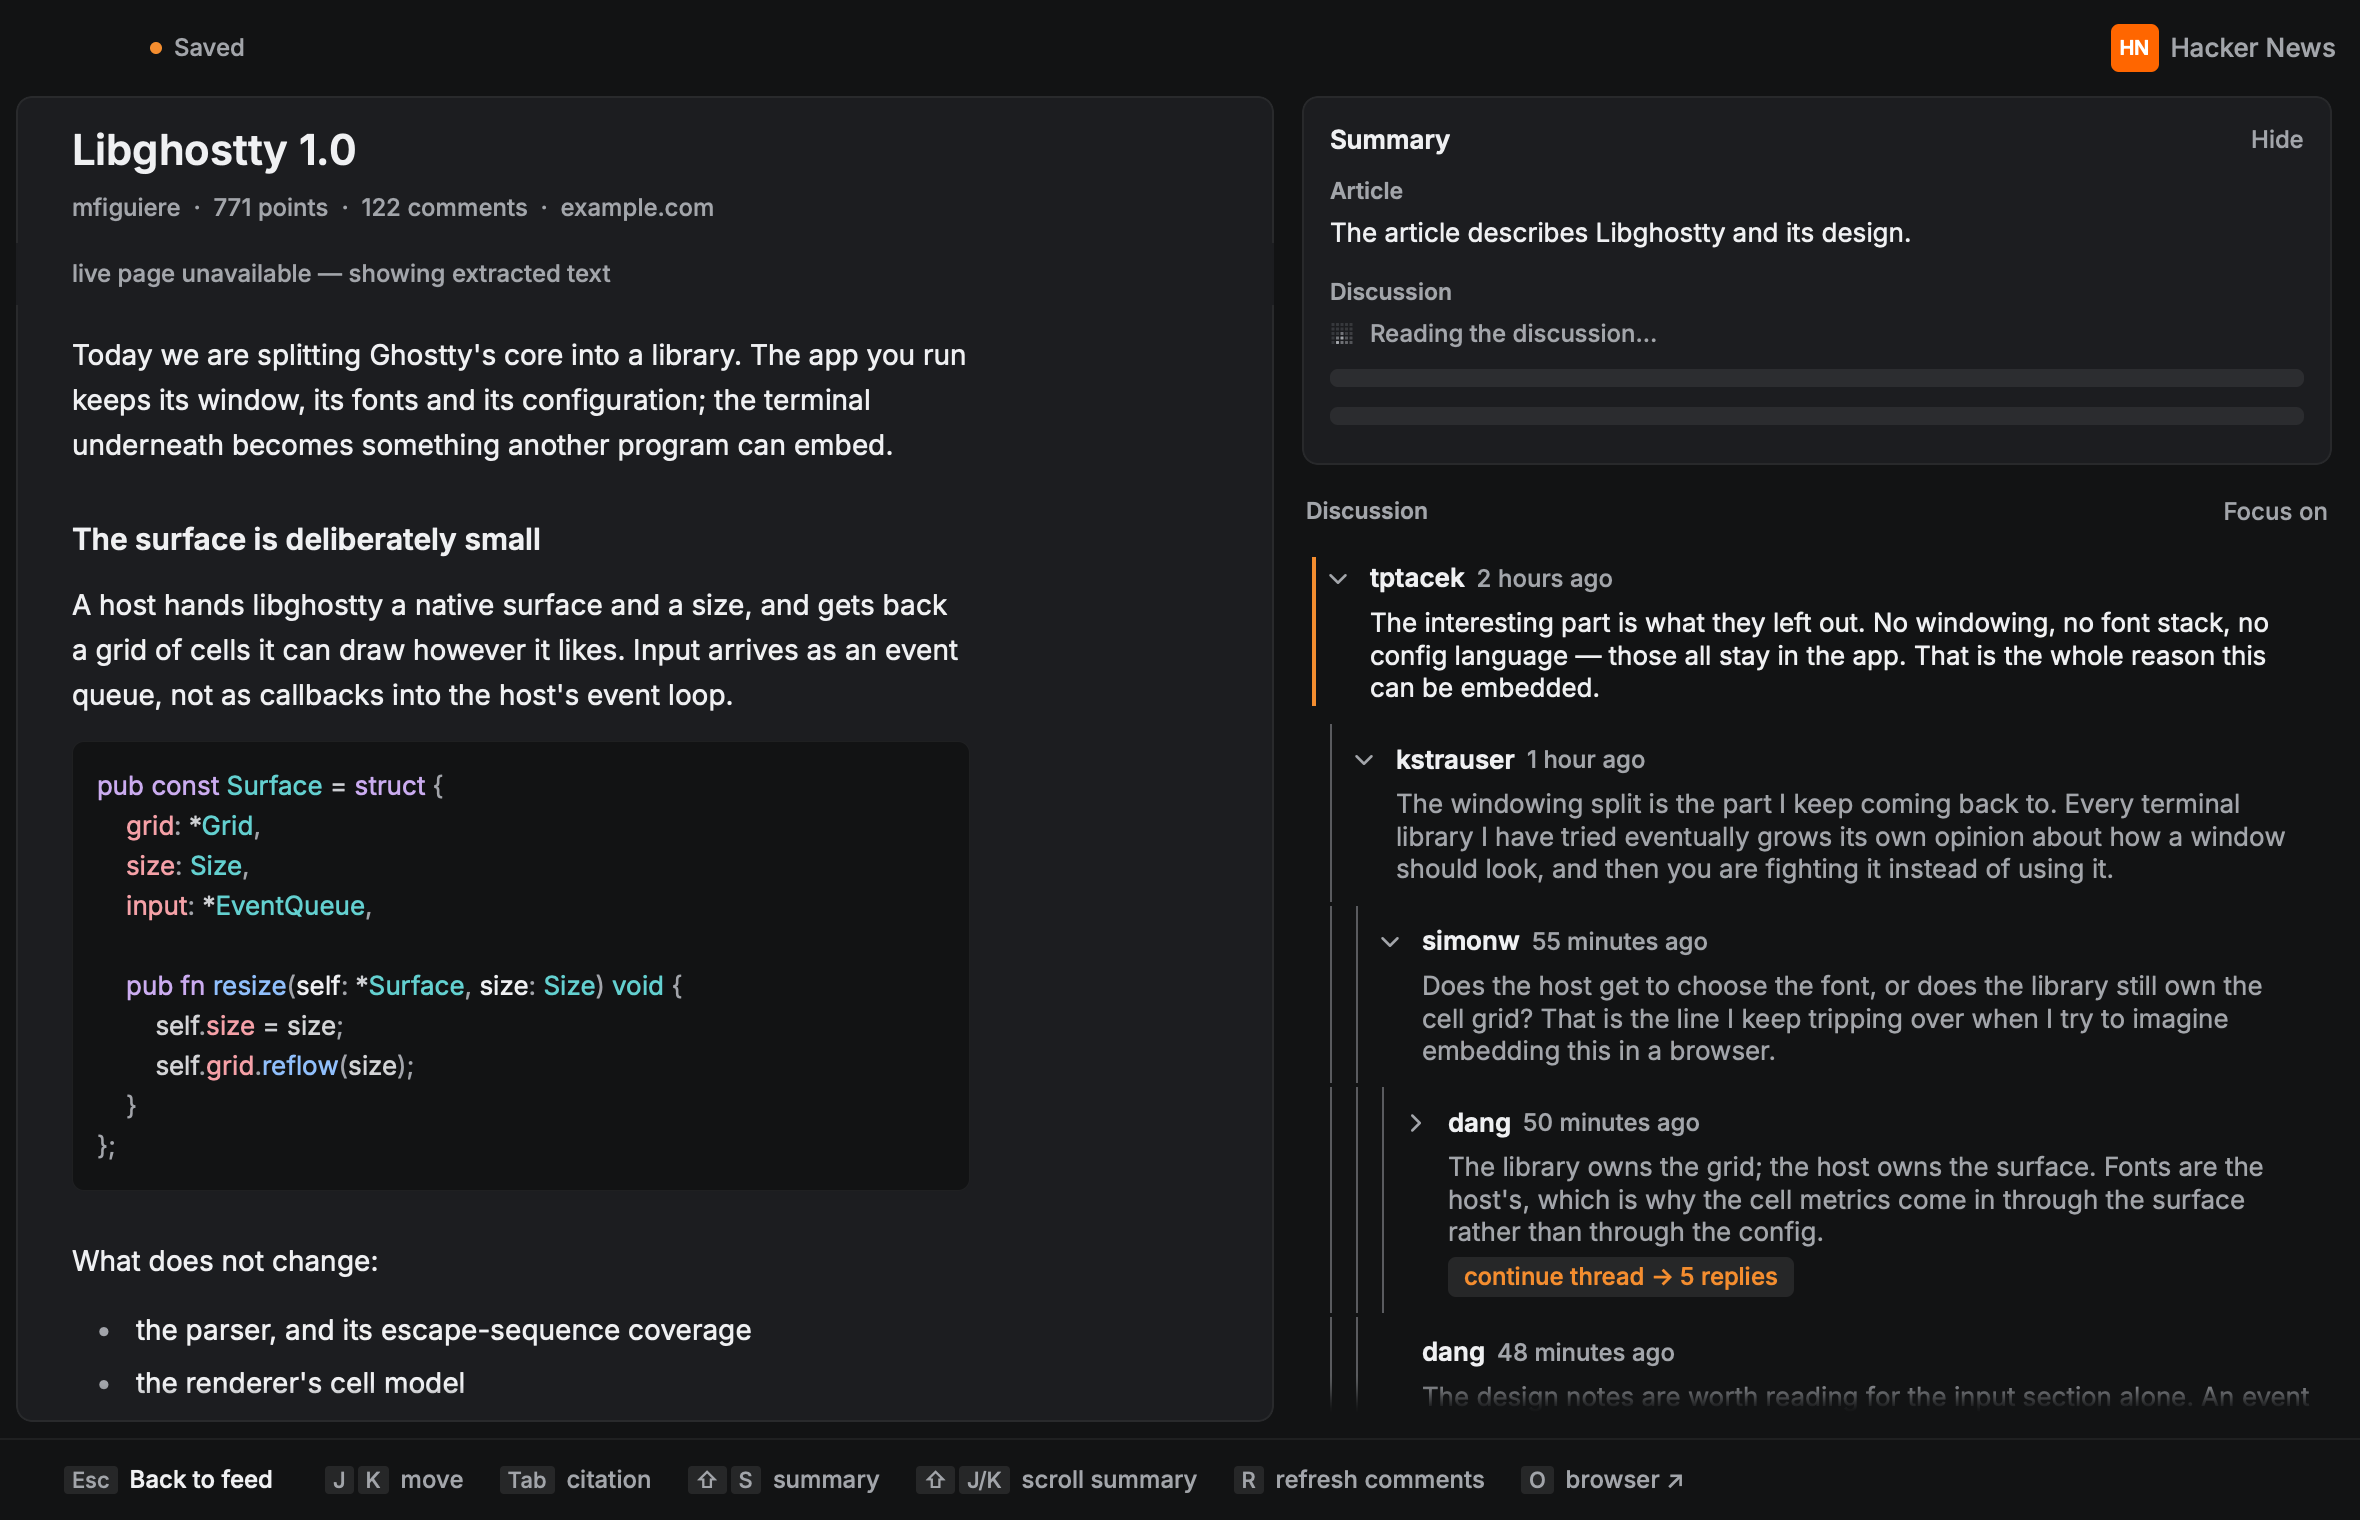 Saved
HN Hacker News
Libghostty 1.0
mfiguiere · 771 points · 122 comments · example.com
live page unavailable — showing extracted text
Today we are splitting Ghostty's core into a library. The app you run
keeps its window, its fonts and its configuration; the terminal
underneath becomes something another program can embed.
The surface is deliberately small
A host hands libghostty a native surface and a size, and gets back
a grid of cells it can draw however it likes. Input arrives as an event
queue, not as callbacks into the host's event loop.
pub const Surface = struct {
    grid: *Grid,
    size: Size,
    input: *EventQueue,
    pub fn resize(self: *Surface, size: Size) void {
        self.size = size;
        self.grid.reflow(size);
    }
};
What does not change:
• the parser, and its escape-sequence coverage
• the renderer's cell model
Summary
Hide
Article
The article describes Libghostty and its design.
Discussion
Reading the discussion...
Discussion
Focus on
tptacek 2 hours ago
The interesting part is what they left out. No windowing, no font stack, no
config language — those all stay in the app. That is the whole reason this
can be embedded.
kstrauser 1 hour ago
The windowing split is the part I keep coming back to. Every terminal
library I have tried eventually grows its own opinion about how a window
should look, and then you are fighting it instead of using it.
simonw 55 minutes ago
Does the host get to choose the font, or does the library still own the
cell grid? That is the line I keep tripping over when I try to imagine
embedding this in a browser.
dang 50 minutes ago
The library owns the grid; the host owns the surface. Fonts are the
host's, which is why the cell metrics come in through the surface
rather than through the config.
continue thread → 5 replies
dang 48 minutes ago
The design notes are worth reading for the input section alone. An event
Esc Back to feed J K move Tab citation ⇧ S summary ⇧ J/K scroll summary R refresh comments O browser ↗